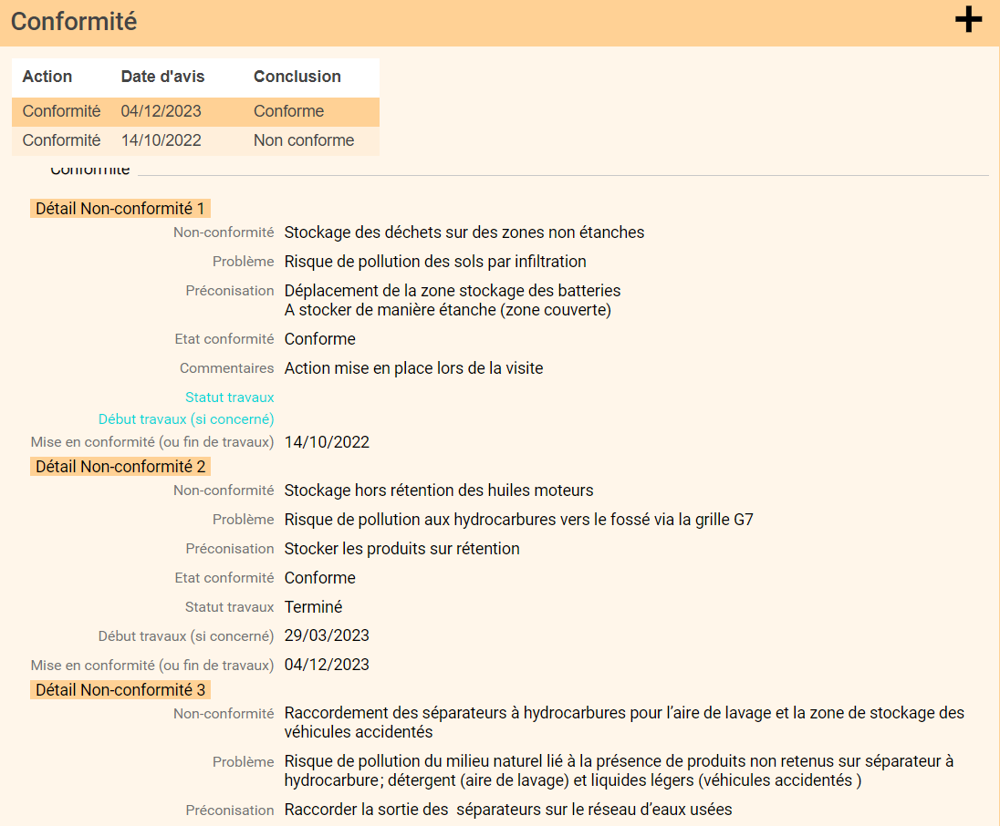 Conformité
Action Date d'avis Conclusion
Conformité 04/12/2023 Conforme
Conformité 14/10/2022 Non conforme
Conformité
Détail Non-conformité 1
Non-conformité Stockage des déchets sur des zones non étanches
Problème Risque de pollution des sols par infiltration
Préconisation Déplacement de la zone stockage des batteries
A stocker de manière étanche (zone couverte)
Etat conformité Conforme
Commentaires Action mise en place lors de la visite
Statut travaux
Début travaux (si concerné)
Mise en conformité (ou fin de travaux) 14/10/2022
Détail Non-conformité 2
Non-conformité Stockage hors rétention des huiles moteurs
Problème Risque de pollution aux hydrocarbures vers le fossé via la grille G7
Préconisation Stocker les produits sur rétention
Etat conformité Conforme
Statut travaux Terminé
Début travaux (si concerné) 29/03/2023
Mise en conformité (ou fin de travaux) 04/12/2023
Détail Non-conformité 3
Non-conformité Raccordement des séparateurs à hydrocarbures pour l’aire de lavage et la zone de stockage des
véhicules accidentés
Problème Risque de pollution du milieu naturel lié à la présence de produits non retenus sur séparateur à
hydrocarbure; détergent (aire de lavage) et liquides légers (véhicules accidentés )
Préconisation Raccorder la sortie des  séparateurs sur le réseau d’eaux usées